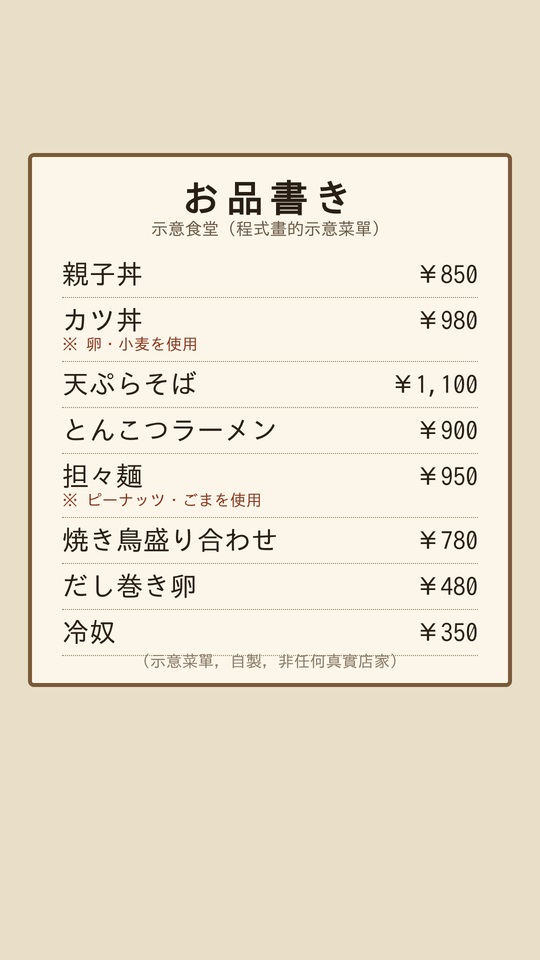 お品書き
示意食堂（程式畫的示意菜單）
親子丼 ￥850
カツ丼 ￥980
※ 卵・小麦を使用
天ぷらそば ￥1,100
とんこつラーメン ￥900
担々麺 ￥950
※ ピーナッツ・ごまを使用
焼き鳥盛り合わせ ￥780
だし巻き卵 ￥480
冷奴 ￥350
（示意菜單，自製，非任何真實店家）